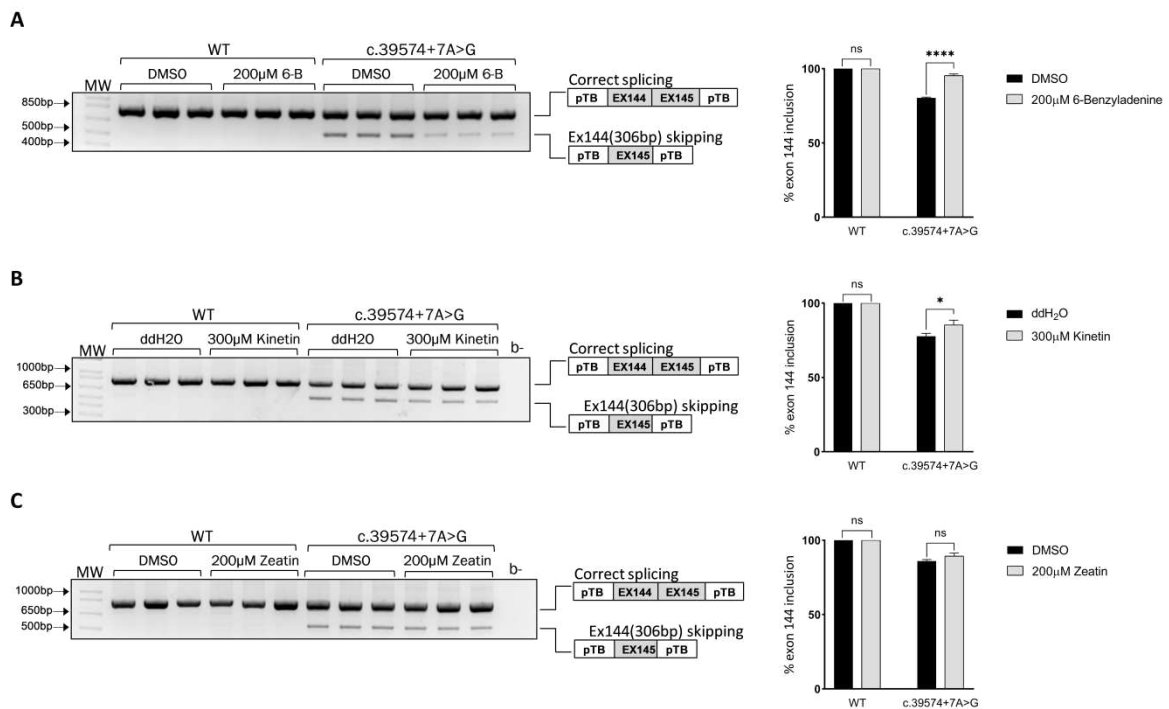 A
WT
c.39574+7A>G
MW
DMSO
200µM 6-B
DMSO
200µM 6-B
850bp
500bp
400bp
Correct splicing
pTB EX144 EX145 pTB
Ex144(306bp) skipping
pTB EX145 pTB
% exon 144 inclusion
100
50
0
ns
****
WT
c.39574+7A>G
DMSO
200µM 6-Benzyladenine
B
WT
c.39574+7A>G
MW
ddH2O
300µM Kinetin
ddH2O
300µM Kinetin
b-
1000bp
650bp
300bp
Correct splicing
pTB EX144 EX145 pTB
Ex144(306bp) skipping
pTB EX145 pTB
% exon 144 inclusion
100
50
0
ns
*
WT
c.39574+7A>G
ddH₂O
300µM Kinetin
C
WT
c.39574+7A>G
MW
DMSO
200µM Zeatin
DMSO
200µM Zeatin
b-
1000bp
650bp
500bp
Correct splicing
pTB EX144 EX145 pTB
Ex144(306bp) skipping
pTB EX145 pTB
% exon 144 inclusion
100
50
0
ns
ns
WT
c.39574+7A>G
DMSO
200µM Zeatin